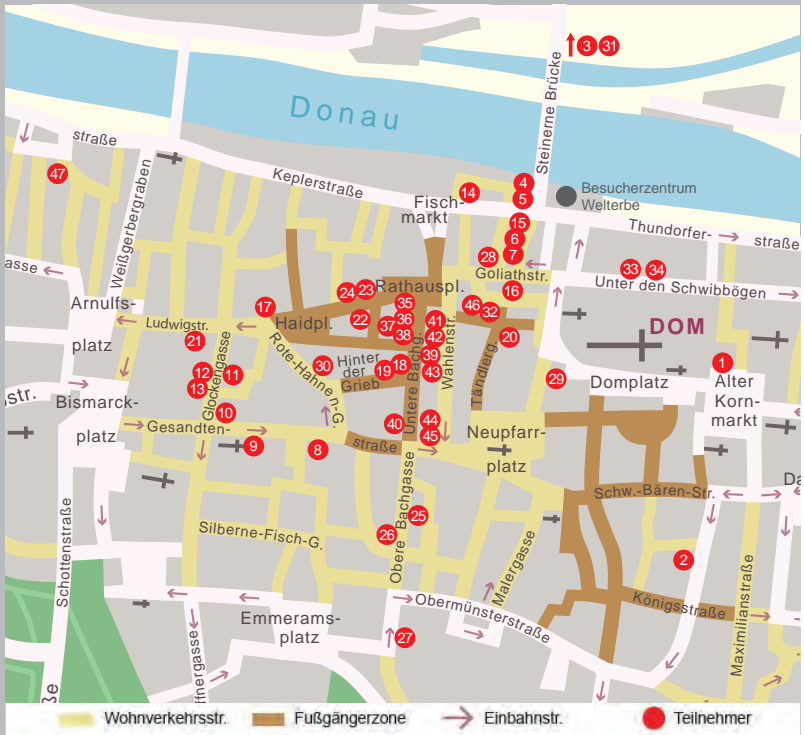 3 31
Steinerne Brücke
Donau
straße
47
Weißgerbergraben
Keplerstraße
Fisch-
markt
14
4
5
Besucherzentrum
Welterbe
15
6
7
28
Thundorfer-
straße
Goliathstr.
33 34
Unter den Schwibbögen
16
asse
Arnulfs-
platz
Ludwigstr.
17
Haidpl.
24 23
Rathauspl.
35
22
37
36
38
41
42
46 32
20
DOM
21
12
13
11
Glockengasse
10
Rote-Hahnen-G.
30
Hinter
der
Grieb
19 18
39
43
Untere Bachg.
Wahlenstr.
Tändlerg.
29
Domplatz
1
Alter
Korn-
markt
str.
Bismarck-
platz
Gesandten-
straße
9
8
40
44
45
Neupfarr-
platz
Schw.-Bären-Str.
Da
Schottenstraße
Silberne-Fisch-G.
25
26
Obere Bachgasse
Malergasse
2
Königsstraße
Maximilianstraße
Emmerams-
platz
27
Obermünsterstraße
ffnergasse
ße
Wohnverkehrsstr. Fußgängerzone Einbahnstr. Teilnehmer